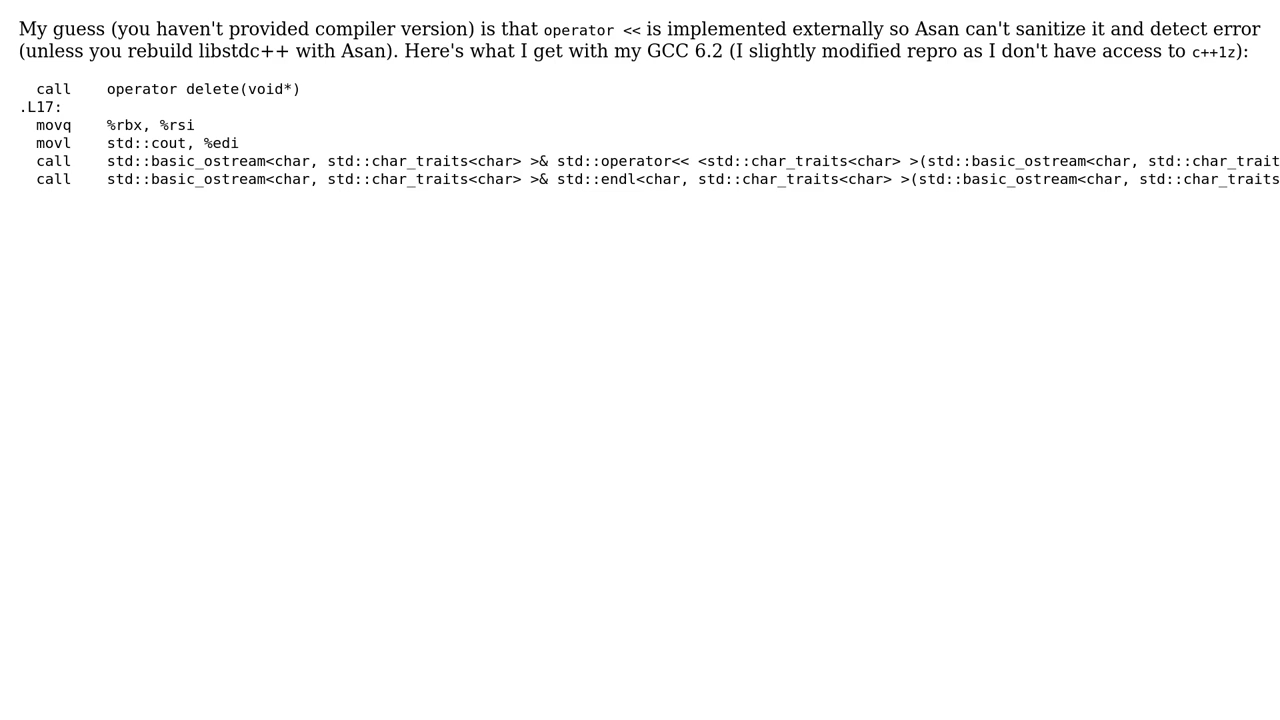 My guess (you haven't provided compiler version) is that operator << is implemented externally so Asan can't sanitize it and detect error
(unless you rebuild libstdc++ with Asan). Here's what I get with my GCC 6.2 (I slightly modified repro as I don't have access to c++1z):
  call    operator delete(void*)
.L17:
  movq    %rbx, %rsi
  movl    std::cout, %edi
  call    std::basic_ostream<char, std::char_traits<char> >& std::operator<< <std::char_traits<char> >(std::basic_ostream<char, std::char_trait
  call    std::basic_ostream<char, std::char_traits<char> >& std::endl<char, std::char_traits<char> >(std::basic_ostream<char, std::char_traits